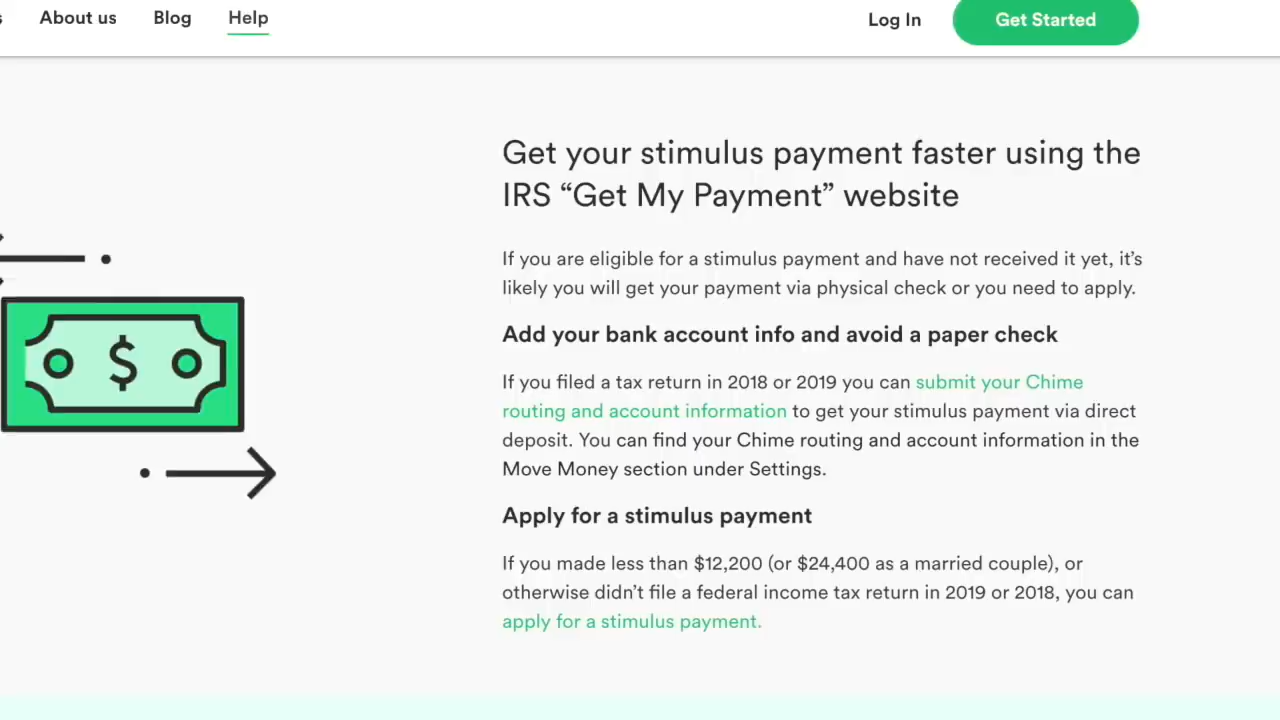 s About us Blog Help Log In Get Started
Get your stimulus payment faster using the
IRS “Get My Payment” website
If you are eligible for a stimulus payment and have not received it yet, it’s
likely you will get your payment via physical check or you need to apply.
Add your bank account info and avoid a paper check
If you filed a tax return in 2018 or 2019 you can submit your Chime
routing and account information to get your stimulus payment via direct
deposit. You can find your Chime routing and account information in the
Move Money section under Settings.
Apply for a stimulus payment
If you made less than $12,200 (or $24,400 as a married couple), or
otherwise didn’t file a federal income tax return in 2019 or 2018, you can
apply for a stimulus payment.
$